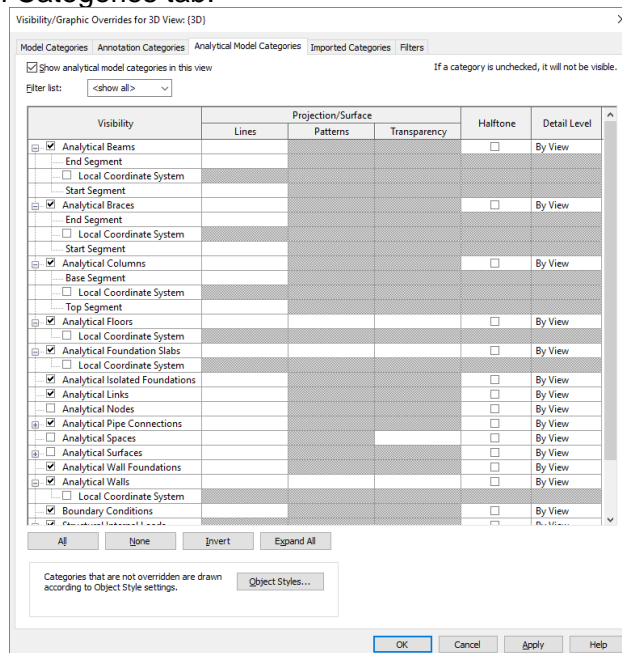 Categories tab.
Visibility/Graphic Overrides for 3D View: {3D}
Model Categories Annotation Categories Analytical Model Categories Imported Categories Filters
Show analytical model categories in this view If a category is unchecked, it will not be visible.
Filter list: <show all>
Visibility Projection/Surface Halftone Detail Level
Lines Patterns Transparency
Analytical Beams By View
End Segment
Local Coordinate System
Start Segment
Analytical Braces By View
End Segment
Local Coordinate System
Start Segment
Analytical Columns By View
Base Segment
Local Coordinate System
Top Segment
Analytical Floors By View
Local Coordinate System
Analytical Foundation Slabs By View
Local Coordinate System
Analytical Isolated Foundations By View
Analytical Links By View
Analytical Nodes By View
Analytical Pipe Connections By View
Analytical Spaces By View
Analytical Surfaces By View
Analytical Wall Foundations By View
Analytical Walls By View
Local Coordinate System
Boundary Conditions By View
Structural Internal Loads By View
All None Invert Expand All
Categories that are not overridden are drawn
according to Object Style settings.
Object Styles...
OK Cancel Apply Help